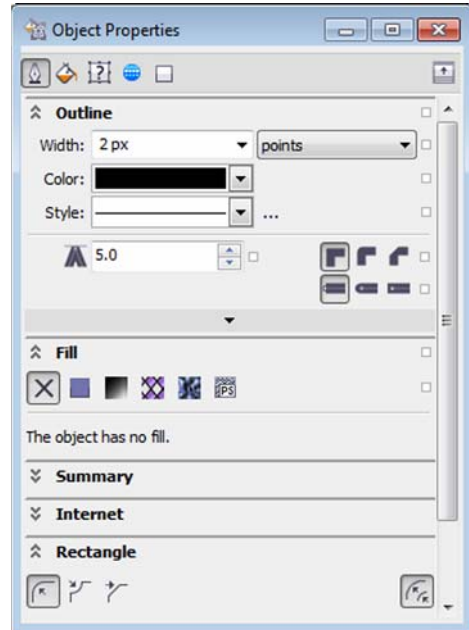 Object Properties
Outline
Width: 2 px points
Color:
Style: ...
5.0
Fill
PS
The object has no fill.
Summary
Internet
Rectangle